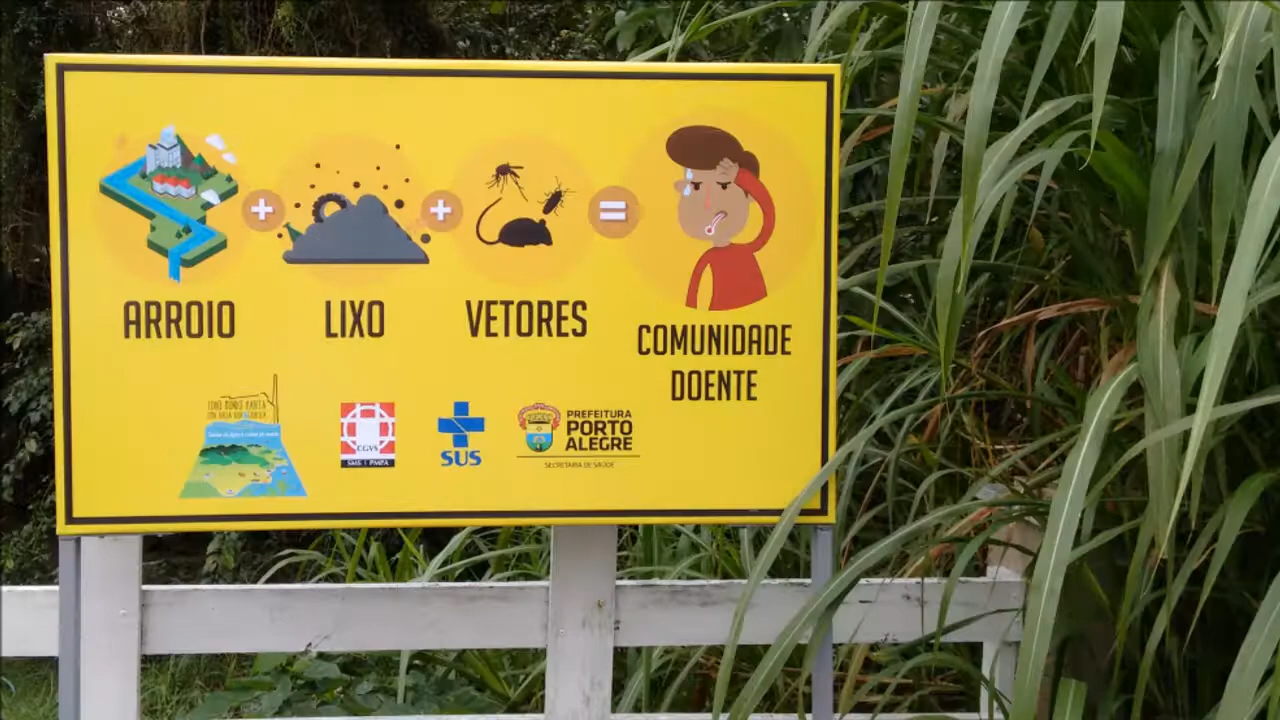 ARROIO
LIXO
VETORES
COMUNIDADE
DOENTE
CGVS
SMS | PMPA
SUS
PREFEITURA
PORTO
ALEGRE
SECRETARIA DE SAÚDE